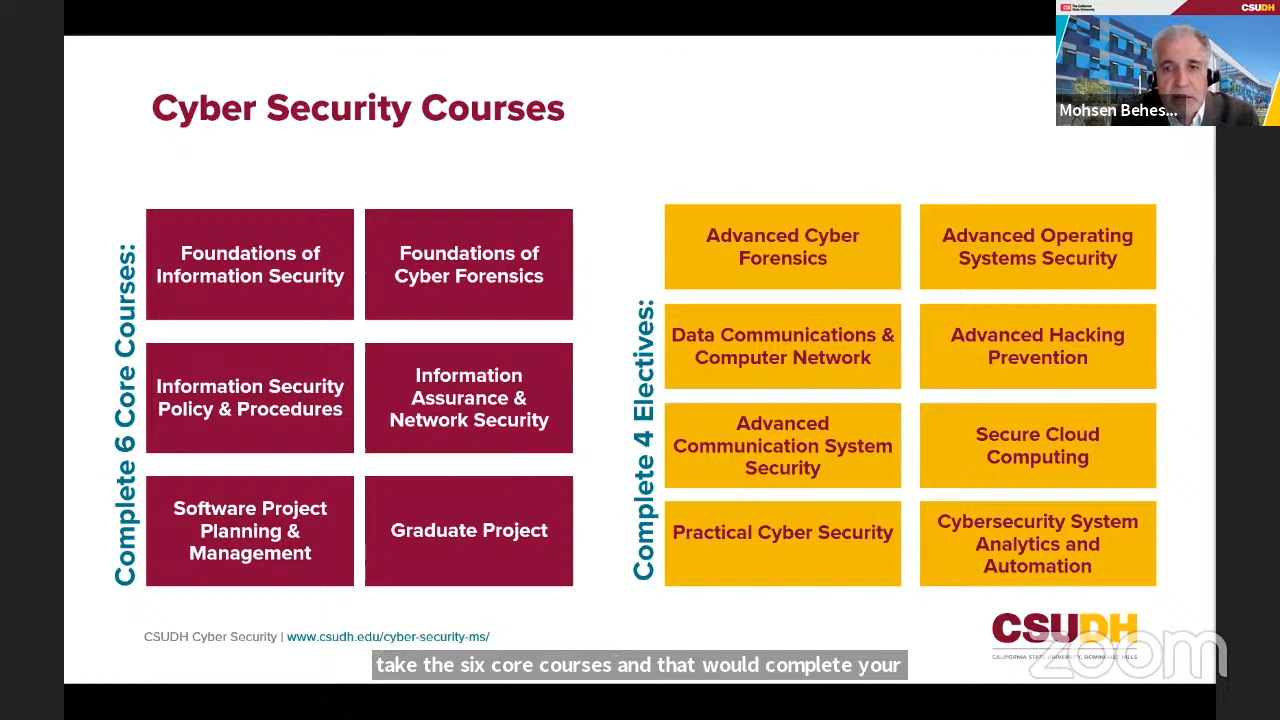 The California
State University
CSUDH
Mohsen Behes...
Cyber Security Courses
Complete 6 Core Courses:
Foundations of
Information Security
Foundations of
Cyber Forensics
Information Security
Policy & Procedures
Information
Assurance &
Network Security
Software Project
Planning &
Management
Graduate Project
Complete 4 Electives:
Advanced Cyber
Forensics
Advanced Operating
Systems Security
Data Communications &
Computer Network
Advanced Hacking
Prevention
Advanced
Communication System
Security
Secure Cloud
Computing
Practical Cyber Security
Cybersecurity System
Analytics and
Automation
CSUDH Cyber Security | www.csudh.edu/cyber-security-ms/
CSUDH
CALIFORNIA STATE UNIVERSITY, DOMINGUEZ HILLS
zoom
take the six core courses and that would complete your